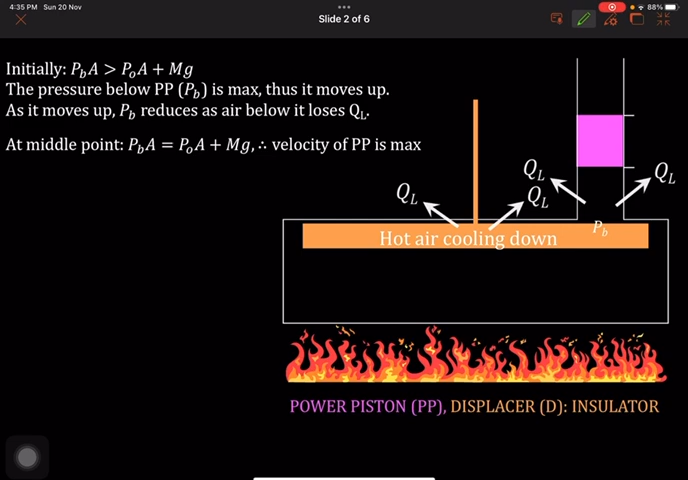 4:35 PM Sun 20 Nov
88%
Slide 2 of 6
Initially: P_bA > P_oA + Mg
The pressure below PP (P_b) is max, thus it moves up.
As it moves up, P_b reduces as air below it loses Q_L.
At middle point: P_bA = P_oA + Mg, ∴ velocity of PP is max
Q_L
Q_L
Q_L
Q_L
P_b
Hot air cooling down
POWER PISTON (PP), DISPLACER (D): INSULATOR